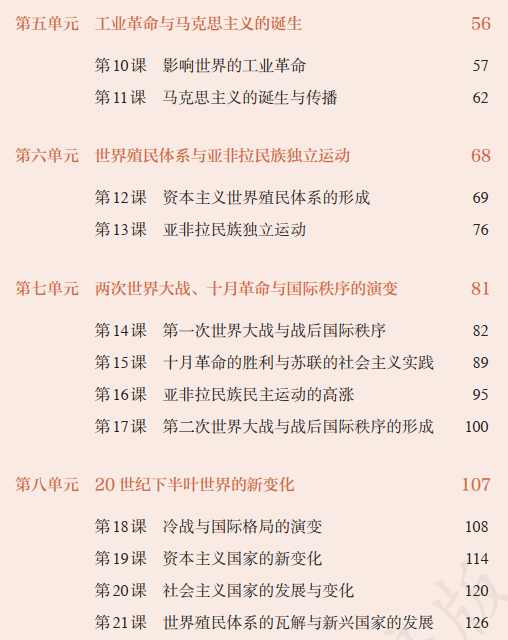 第五单元 工业革命与马克思主义的诞生 56
第10课 影响世界的工业革命 57
第11课 马克思主义的诞生与传播 62
第六单元 世界殖民体系与亚非拉民族独立运动 68
第12课 资本主义世界殖民体系的形成 69
第13课 亚非拉民族独立运动 76
第七单元 两次世界大战、十月革命与国际秩序的演变 81
第14课 第一次世界大战与战后国际秩序 82
第15课 十月革命的胜利与苏联的社会主义实践 89
第16课 亚非拉民族民主运动的高涨 95
第17课 第二次世界大战与战后国际秩序的形成 100
第八单元 20 世纪下半叶世界的新变化 107
第18课 冷战与国际格局的演变 108
第19课 资本主义国家的新变化 114
第20课 社会主义国家的发展与变化 120
第21课 世界殖民体系的瓦解与新兴国家的发展 126
版